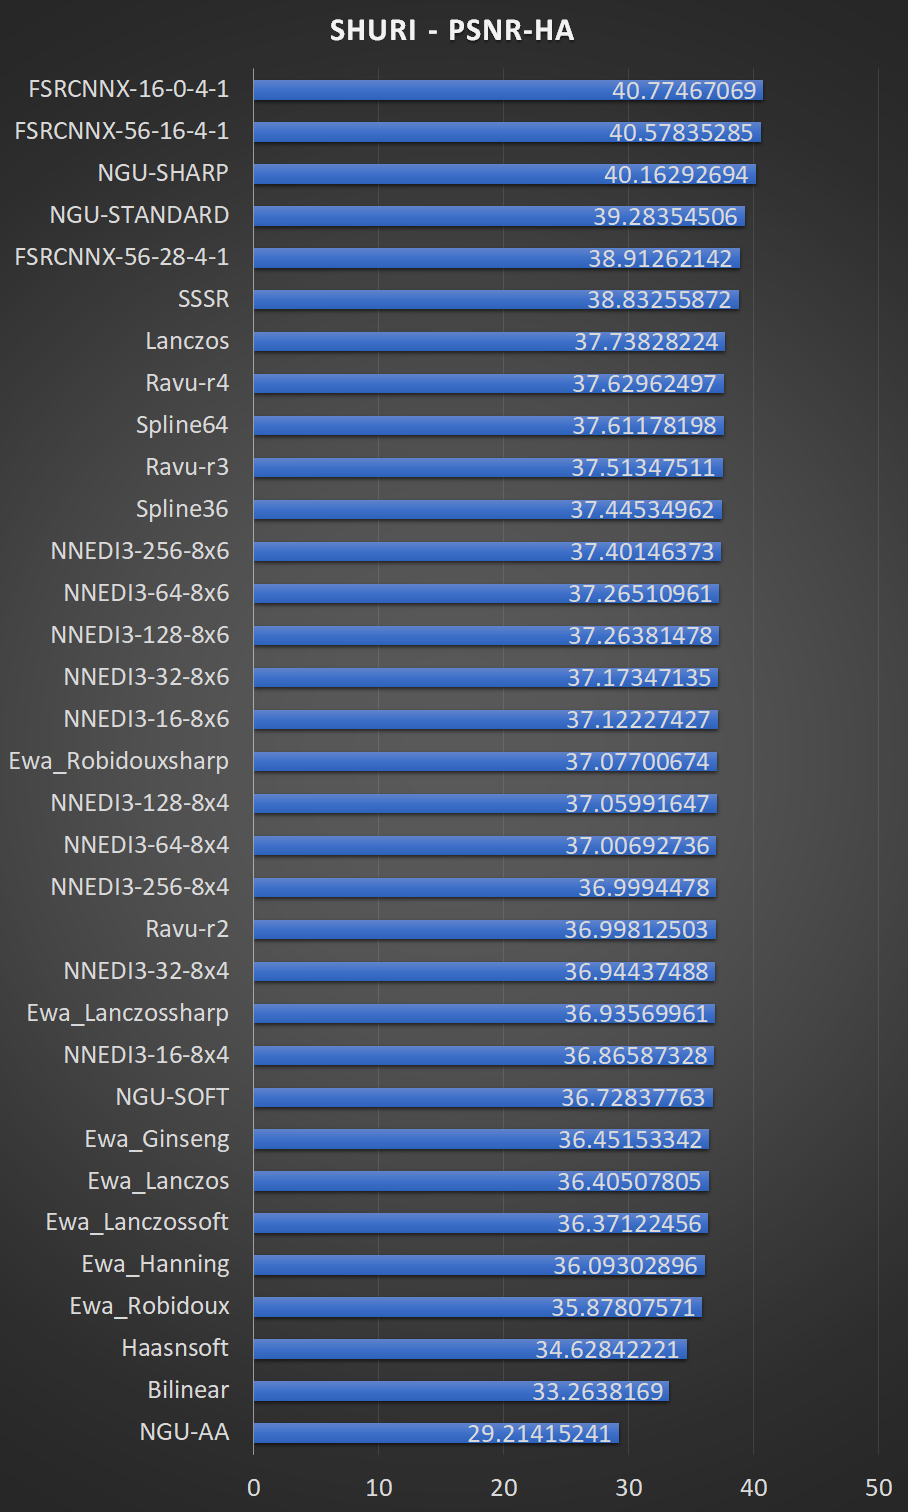 SHURI - PSNR-HA
FSRCNNX-16-0-4-1 40.77467069
FSRCNNX-56-16-4-1 40.57835285
NGU-SHARP 40.16292694
NGU-STANDARD 39.28354506
FSRCNNX-56-28-4-1 38.91262142
SSSR 38.83255872
Lanczos 37.73828224
Ravu-r4 37.62962497
Spline64 37.61178198
Ravu-r3 37.51347511
Spline36 37.44534962
NNEDI3-256-8x6 37.40146373
NNEDI3-64-8x6 37.26510961
NNEDI3-128-8x6 37.26381478
NNEDI3-32-8x6 37.17347135
NNEDI3-16-8x6 37.12227427
Ewa_Robidouxsharp 37.07700674
NNEDI3-128-8x4 37.05991647
NNEDI3-64-8x4 37.00692736
NNEDI3-256-8x4 36.9994478
Ravu-r2 36.99812503
NNEDI3-32-8x4 36.94437488
Ewa_Lanczossharp 36.93569961
NNEDI3-16-8x4 36.86587328
NGU-SOFT 36.72837763
Ewa_Ginseng 36.45153342
Ewa_Lanczos 36.40507805
Ewa_Lanczossoft 36.37122456
Ewa_Hanning 36.09302896
Ewa_Robidoux 35.87807571
Haasnsoft 34.62842221
Bilinear 33.2638169
NGU-AA 29.21415241
0 10 20 30 40 50